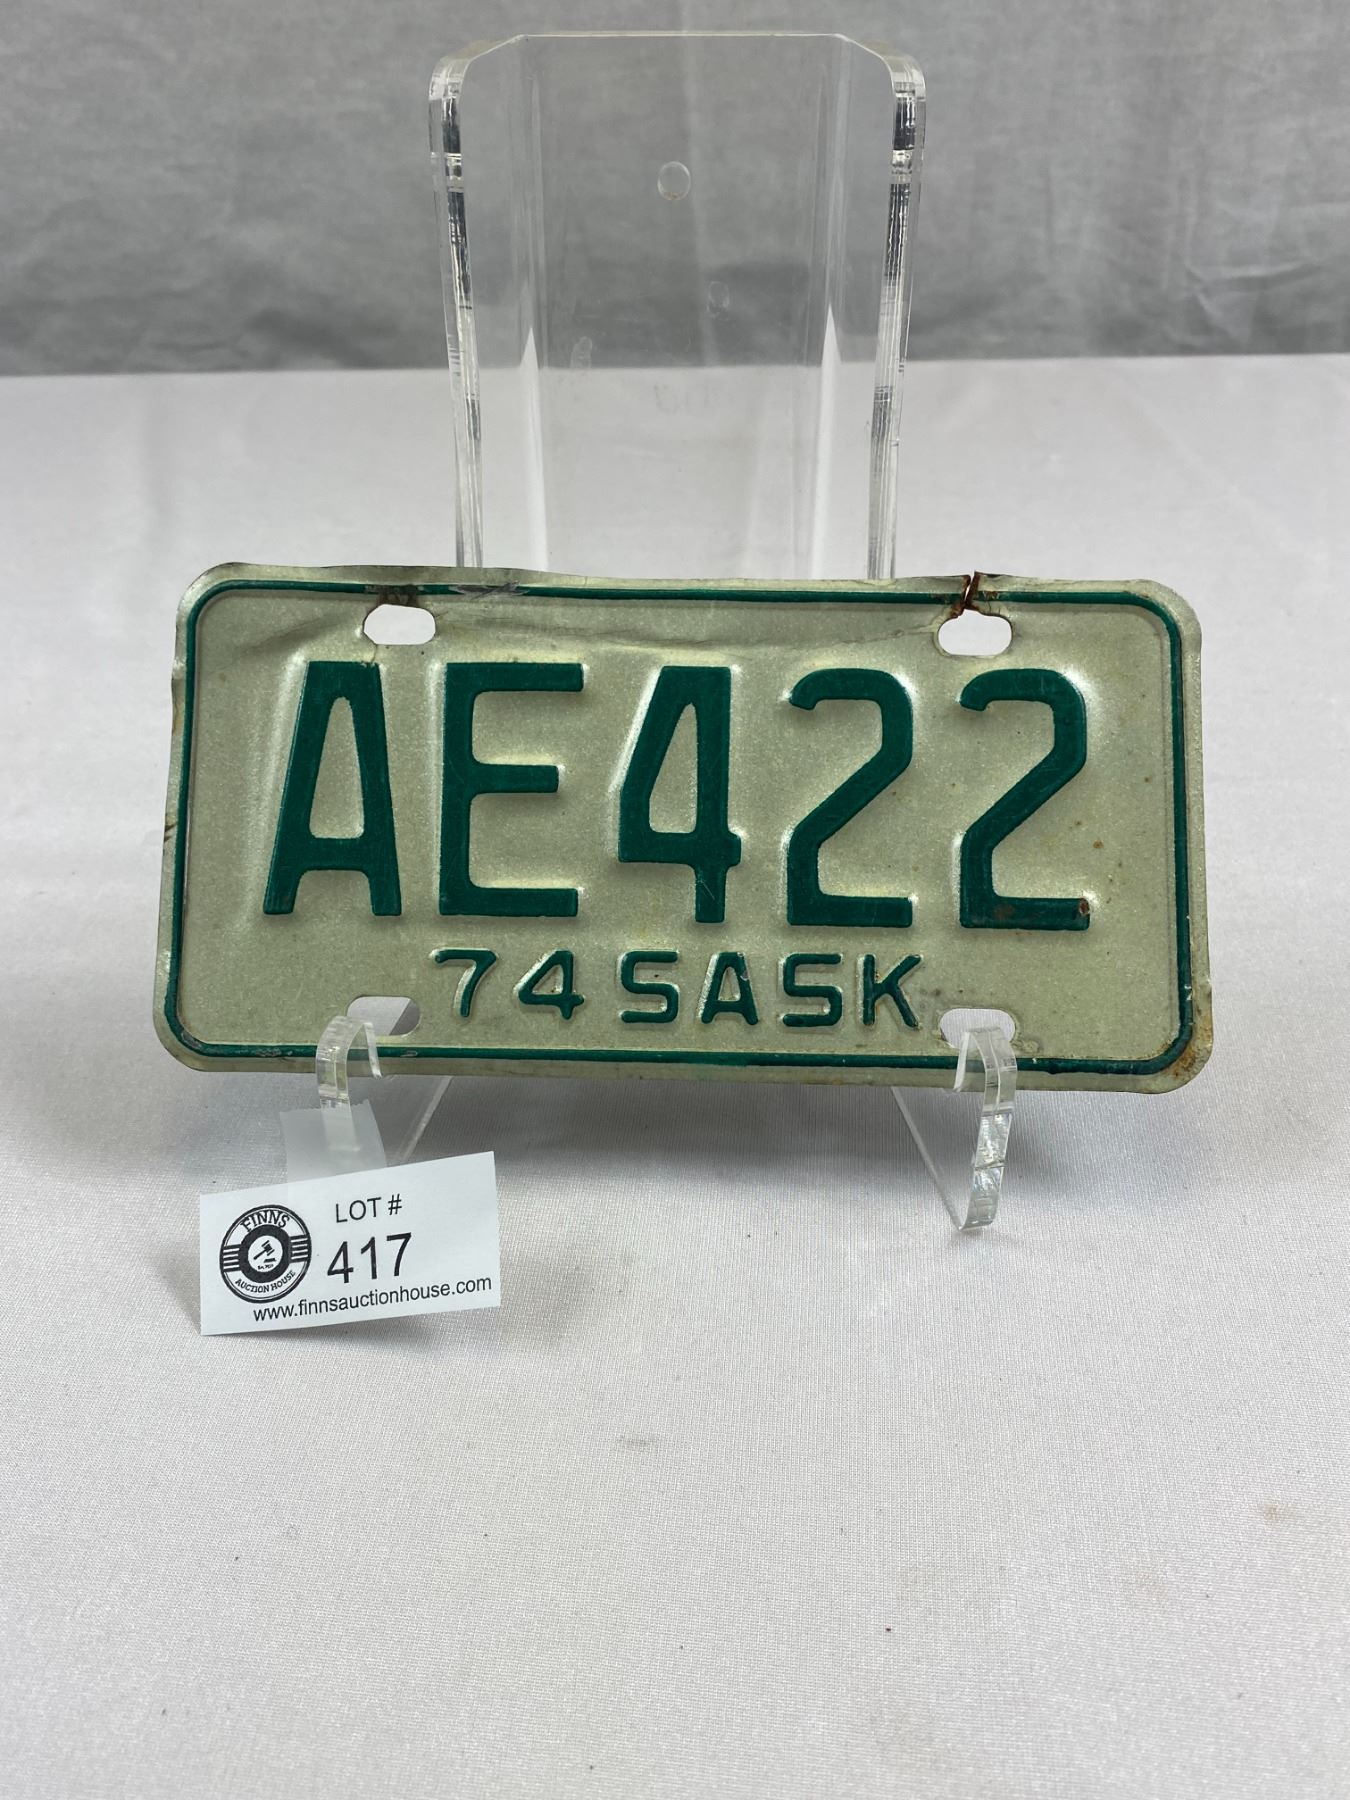 AE422
74 SASK
LOT #
417
FINNS
AUCTION HOUSE
www.finnsauctionhouse.com